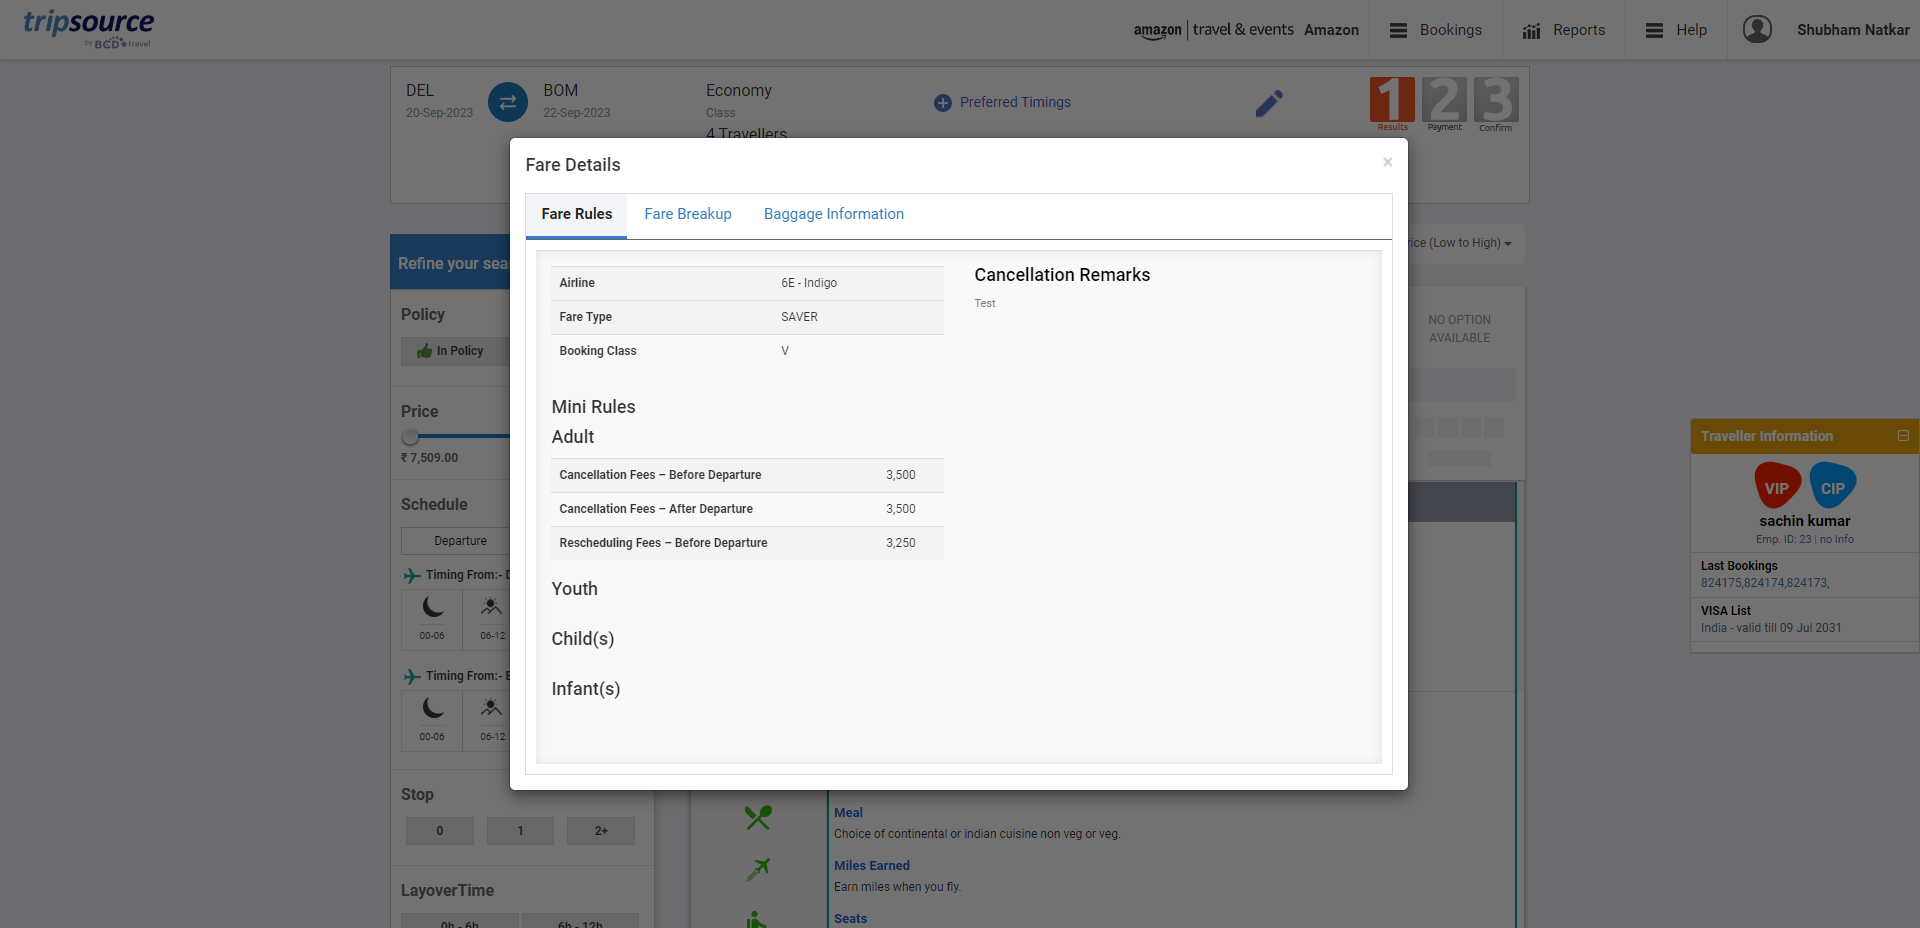 tripsource
by BCD travel
amazon | travel & events Amazon
Bookings
Reports
Help
Shubham Natkar
DEL
20-Sep-2023
BOM
22-Sep-2023
Economy
Class
4 Travellers
Preferred Timings
1 2 3
Results Payment Confirm
Fare Details
×
Fare Rules
Fare Breakup
Baggage Information
Airline 6E - Indigo
Fare Type SAVER
Booking Class V
Mini Rules
Adult
Cancellation Fees – Before Departure 3,500
Cancellation Fees – After Departure 3,500
Rescheduling Fees – Before Departure 3,250
Youth
Child(s)
Infant(s)
Cancellation Remarks
Test
Refine your sea
Policy
In Policy
Price
₹ 7,509.00
Schedule
Departure
Timing From:-
00-06 06-12
Timing From:-
00-06 06-12
Stop
0 1 2+
LayoverTime
0h - 6h 6h - 12h
rice (Low to High)
NO OPTION
AVAILABLE
Meal
Choice of continental or indian cuisine non veg or veg.
Miles Earned
Earn miles when you fly.
Seats
Traveller Information
VIP CIP
sachin kumar
Emp. ID: 23 | no Info
Last Bookings
824175,824174,824173,
VISA List
India - valid till 09 Jul 2031